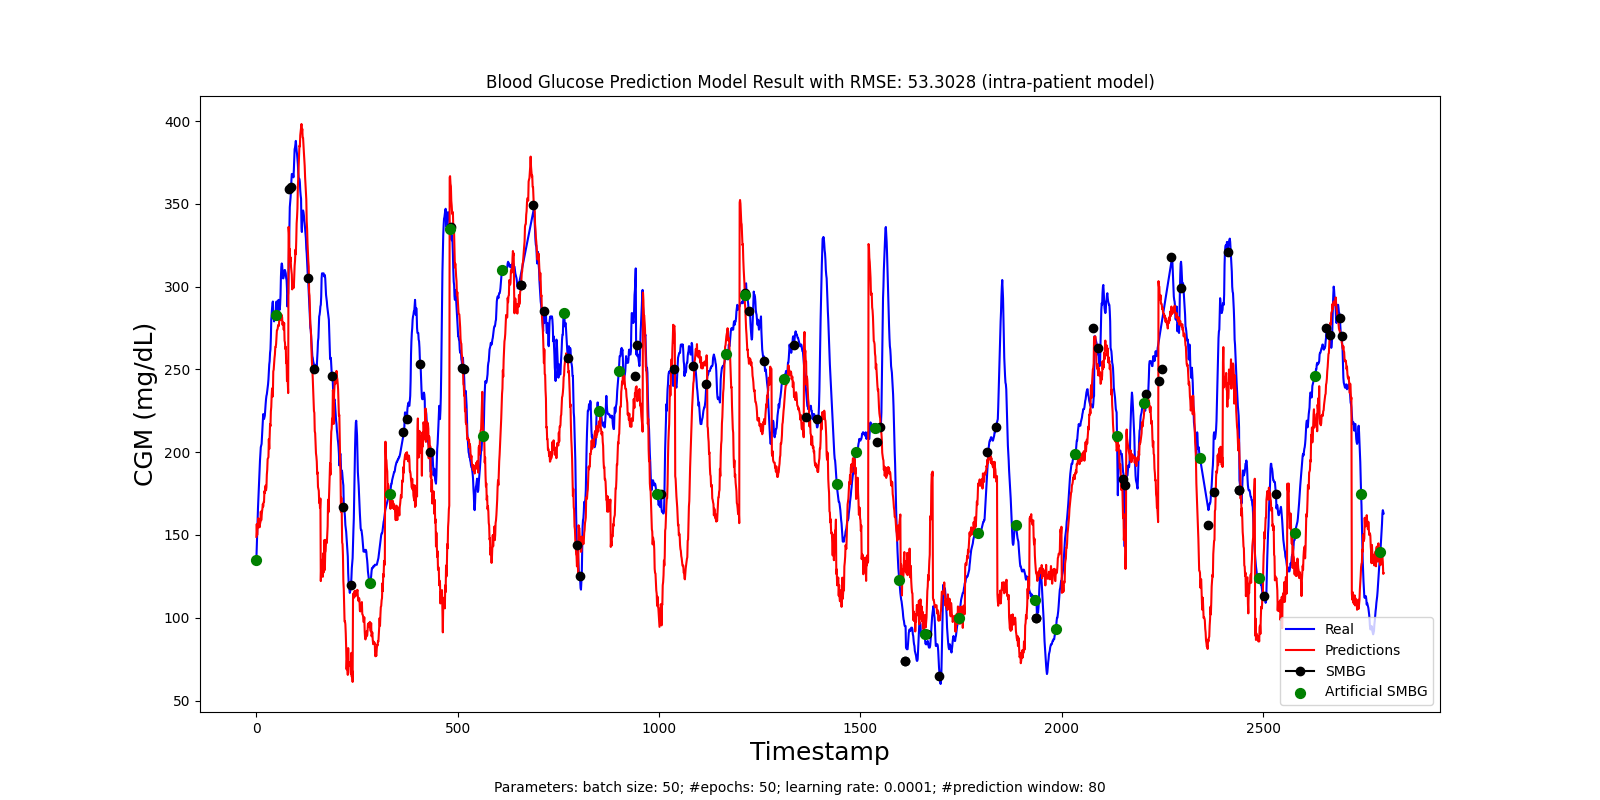 Blood Glucose Prediction Model Result with RMSE: 53.3028 (intra-patient model)
CGM (mg/dL)
400
350
300
250
200
150
100
50
0 500 1000 1500 2000 2500
Timestamp
Real
Predictions
SMBG
Artificial SMBG
Parameters: batch size: 50; #epochs: 50; learning rate: 0.0001; #prediction window: 80